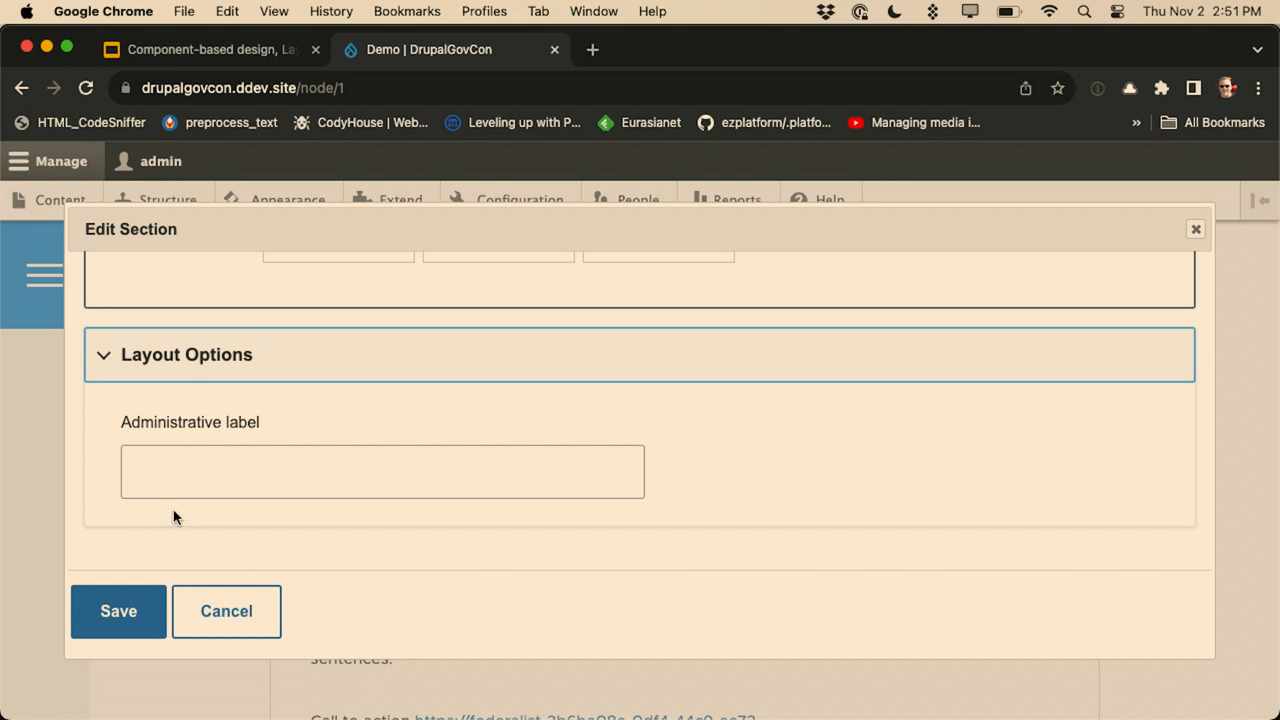 Google Chrome File Edit View History Bookmarks Profiles Tab Window Help Thu Nov 2 2:51 PM
Component-based design, La
Demo | DrupalGovCon
drupalgovcon.ddev.site/node/1
HTML_CodeSniffer preprocess_text CodyHouse | Web... Leveling up with P... Eurasianet ezplatform/.platfo... Managing media i... » All Bookmarks
Manage admin
Content Structure Appearance Extend Configuration People Reports Help
Edit Section
Layout Options
Administrative label
Save Cancel
sentences.
Call to action